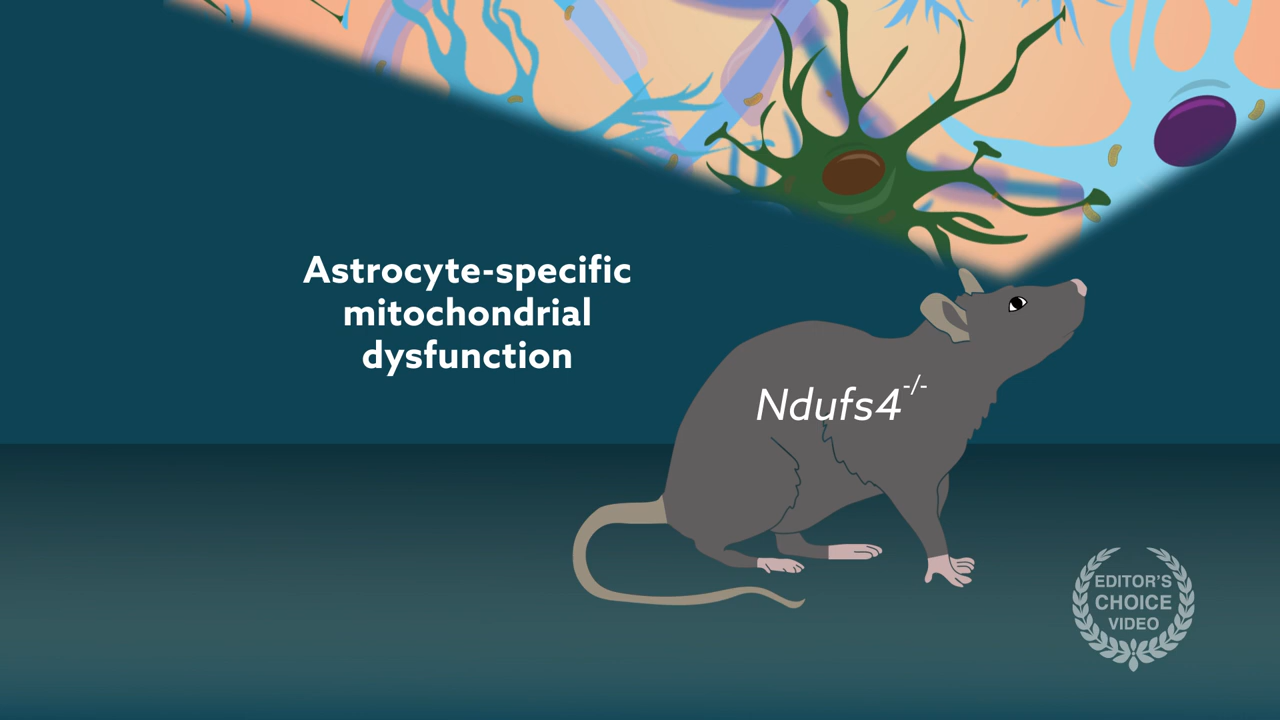 Astrocyte-specific
mitochondrial
dysfunction
Ndufs4-/-
EDITOR'S
CHOICE
VIDEO